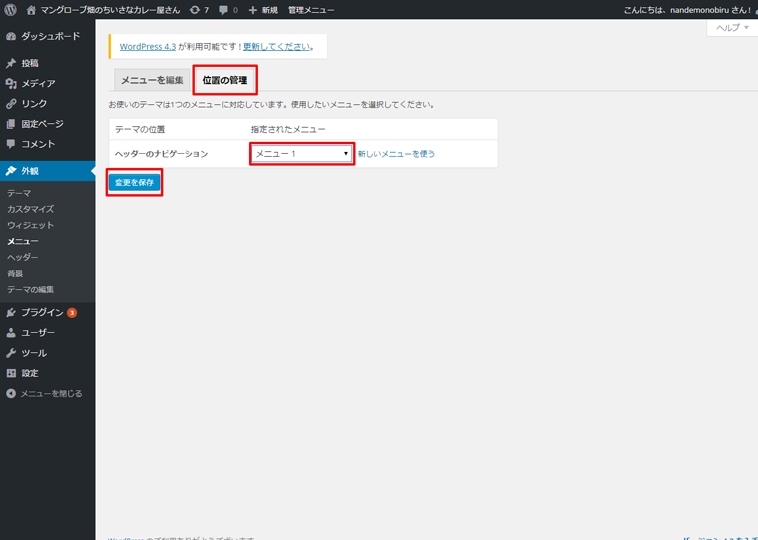 マングローブ畑のちいさなカレー屋さん 7 0 新規 管理メニュー こんにちは、nandemonobiru さん !
ヘルプ
ダッシュボード
投稿
メディア
リンク
固定ページ
コメント
外観
テーマ
カスタマイズ
ウィジェット
メニュー
ヘッダー
背景
テーマの編集
プラグイン 3
ユーザー
ツール
設定
メニューを閉じる
WordPress 4.3 が利用可能です ! 更新してください。
メニューを編集 位置の管理
お使いのテーマは1つのメニューに対応しています。使用したいメニューを選択してください。
テーマの位置 指定されたメニュー
ヘッダーのナビゲーション メニュー 1 新しいメニューを使う
変更を保存